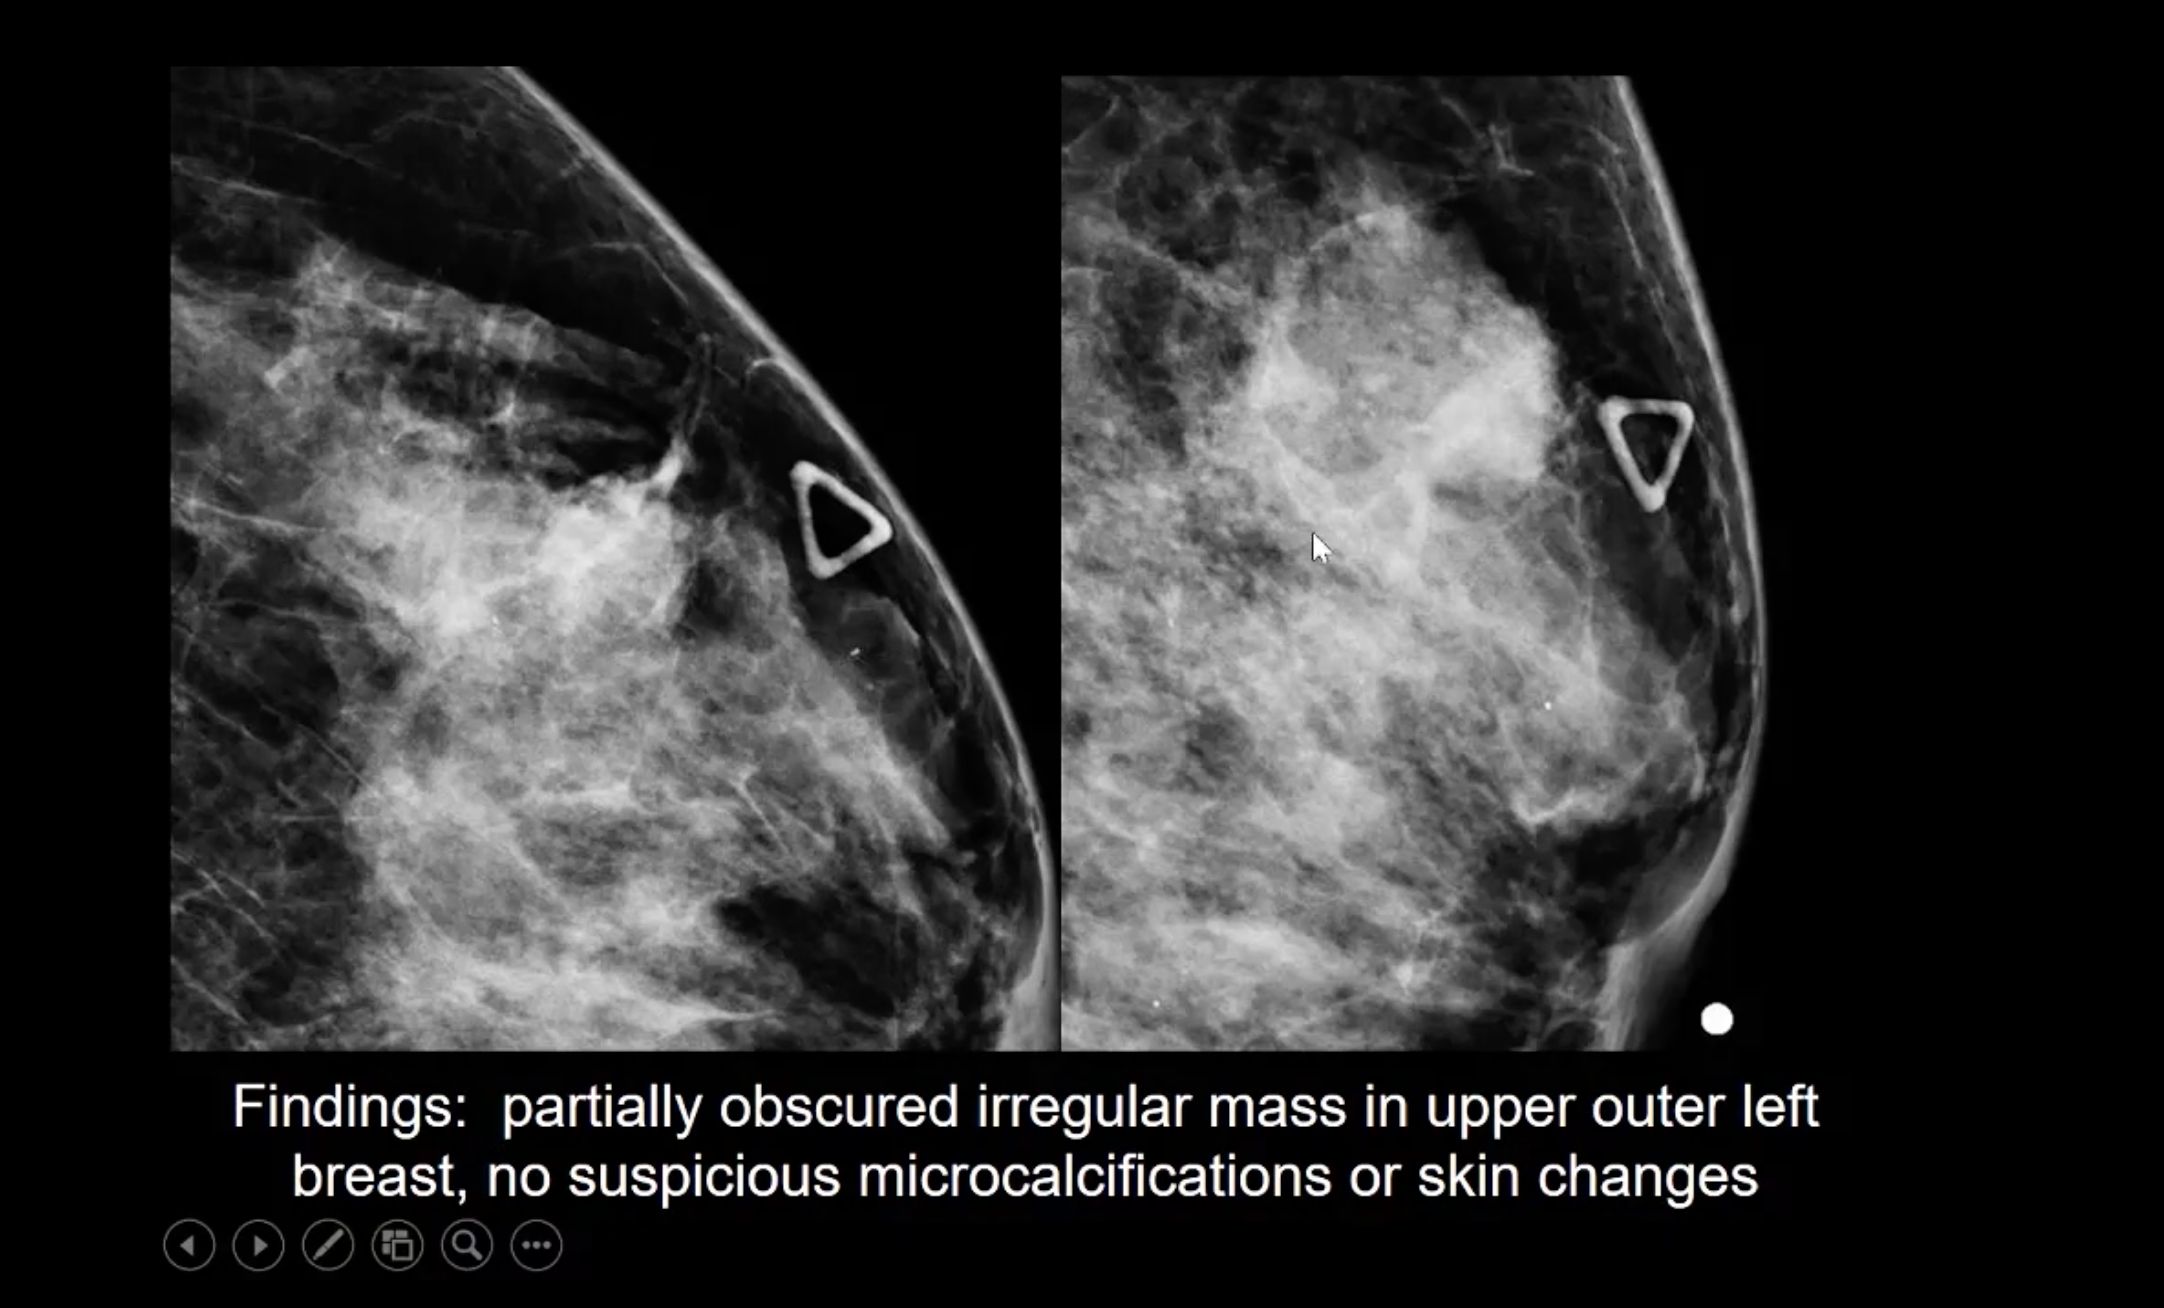 Findings:  partially obscured irregular mass in upper outer left
breast, no suspicious microcalcifications or skin changes